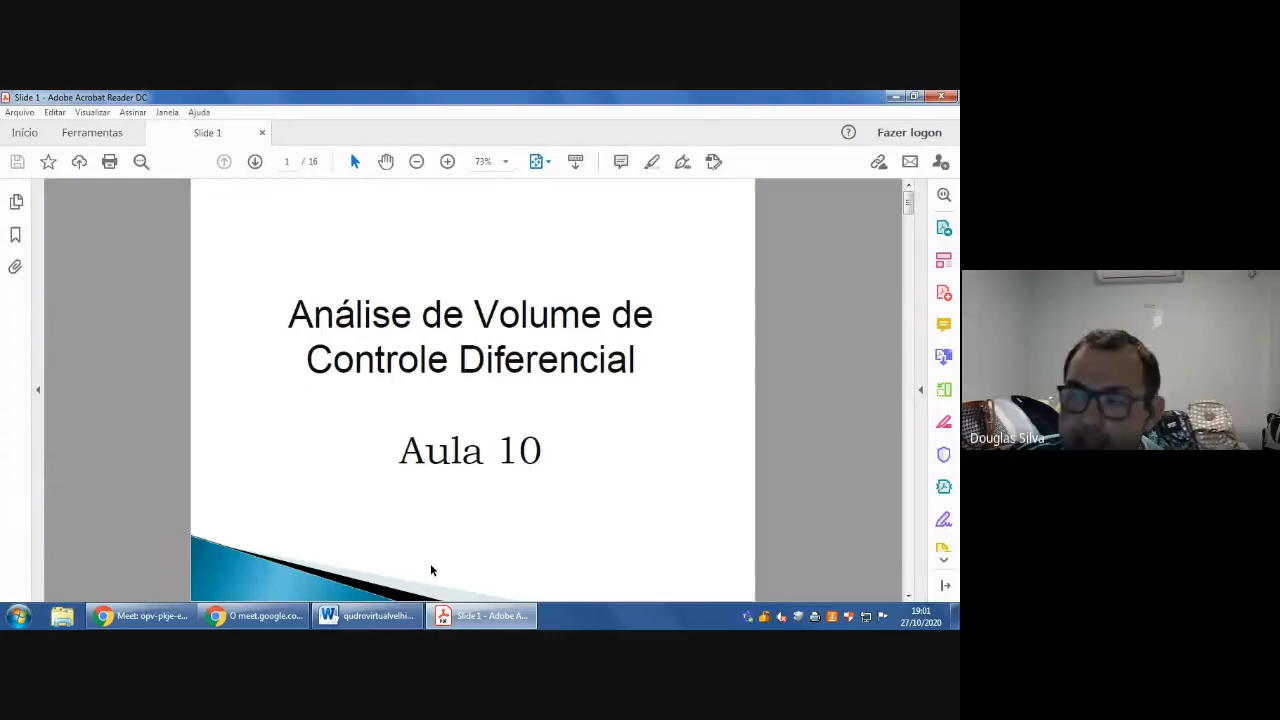 Slide 1 - Adobe Acrobat Reader DC
Arquivo Editar Visualizar Assinar Janela Ajuda
Início Ferramentas Slide 1 Fazer logon
1 / 16 73%
Análise de Volume de
Controle Diferencial
Aula 10
Douglas Silva
Meet: opv-pkje-e... O meet.google.co... qudrovirtualvelhi... Slide 1 - Adobe A...
19:01
27/10/2020